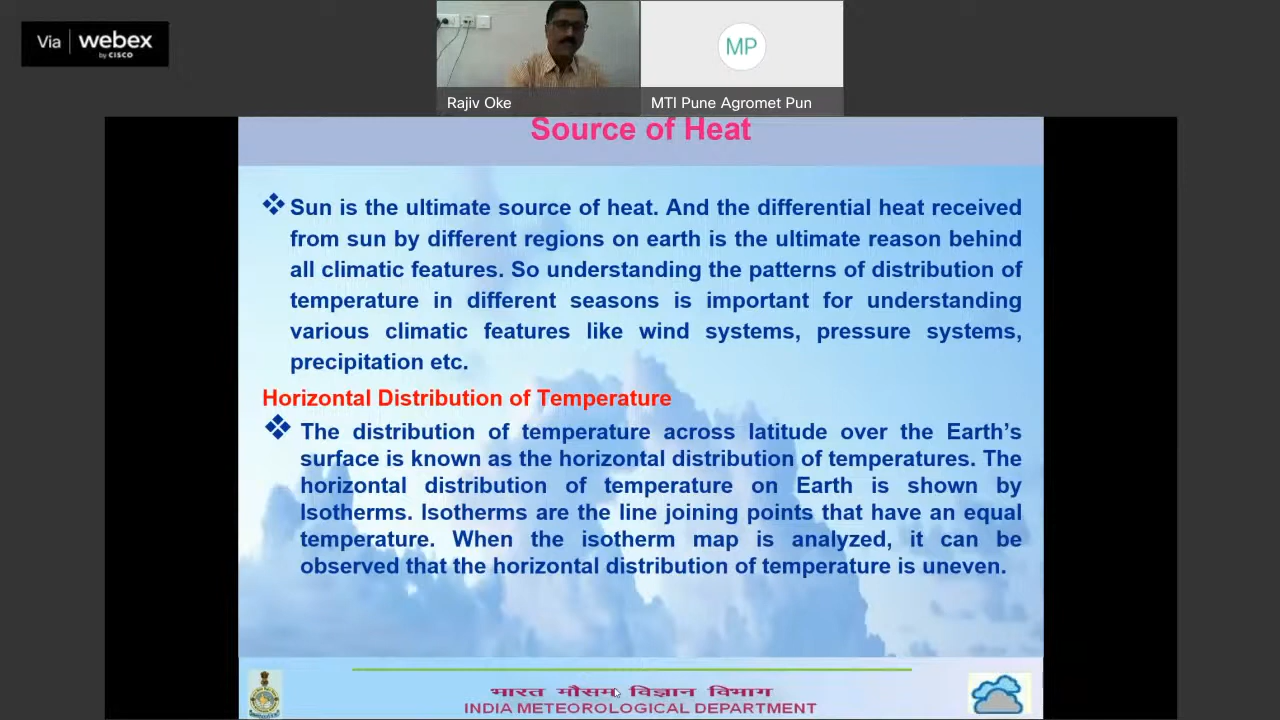 Via webex
by CISCO
MP
Rajiv Oke
MTI Pune Agromet Pun
Source of Heat
Sun is the ultimate source of heat. And the differential heat received
from sun by different regions on earth is the ultimate reason behind
all climatic features. So understanding the patterns of distribution of
temperature in different seasons is important for understanding
various climatic features like wind systems, pressure systems,
precipitation etc.
Horizontal Distribution of Temperature
The distribution of temperature across latitude over the Earth's
surface is known as the horizontal distribution of temperatures. The
horizontal distribution of temperature on Earth is shown by
Isotherms. Isotherms are the line joining points that have an equal
temperature. When the isotherm map is analyzed, it can be
observed that the horizontal distribution of temperature is uneven.
भारत मौसम विज्ञान विभाग
INDIA METEOROLOGICAL DEPARTMENT